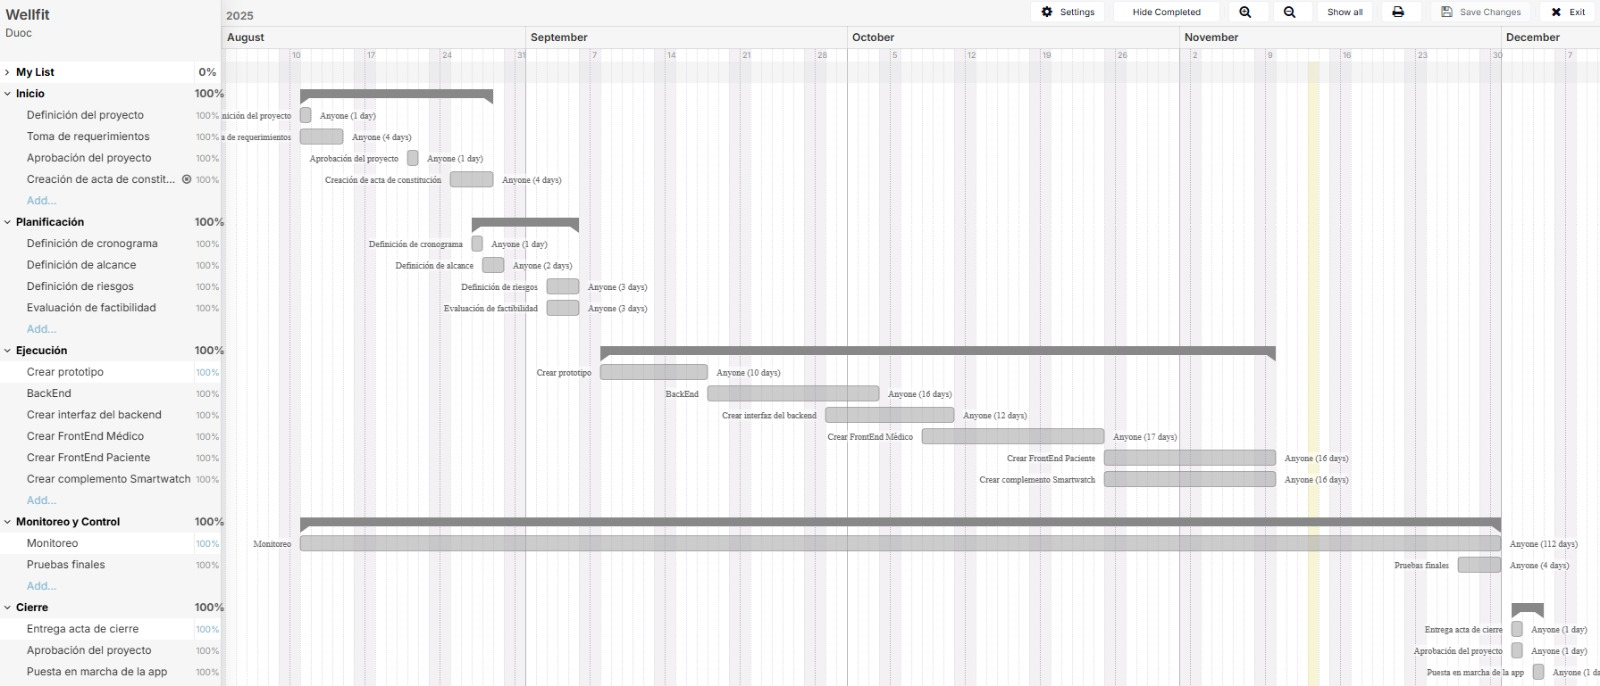 Wellfit
Duoc
2025
Settings Hide Completed Show all Save Changes Exit
August September October November December
10 17 24 31 7 14 21 28 5 12 19 26 2 9 16 23 30 7
My List 0%
Inicio 100%
Definición del proyecto 100% nición del proyecto Anyone (1 day)
Toma de requerimientos 100% a de requerimientos Anyone (4 days)
Aprobación del proyecto 100% Aprobación del proyecto Anyone (1 day)
Creación de acta de constit... 100% Creación de acta de constitución Anyone (4 days)
Add...
Planificación 100%
Definición de cronograma 100% Definición de cronograma Anyone (1 day)
Definición de alcance 100% Definición de alcance Anyone (2 days)
Definición de riesgos 100% Definición de riesgos Anyone (3 days)
Evaluación de factibilidad 100% Evaluación de factibilidad Anyone (3 days)
Add...
Ejecución 100%
Crear prototipo 100% Crear prototipo Anyone (10 days)
BackEnd 100% BackEnd Anyone (16 days)
Crear interfaz del backend 100% Crear interfaz del backend Anyone (12 days)
Crear FrontEnd Médico 100% Crear FrontEnd Médico Anyone (17 days)
Crear FrontEnd Paciente 100% Crear FrontEnd Paciente Anyone (16 days)
Crear complemento Smartwatch 100% Crear complemento Smartwatch Anyone (16 days)
Add...
Monitoreo y Control 100%
Monitoreo 100% Monitoreo Anyone (112 days)
Pruebas finales 100% Pruebas finales Anyone (4 days)
Add...
Cierre 100%
Entrega acta de cierre 100% Entrega acta de cierre Anyone (1 day)
Aprobación del proyecto 100% Aprobación del proyecto Anyone (1 day)
Puesta en marcha de la app 100% Puesta en marcha de la app Anyone (1 d